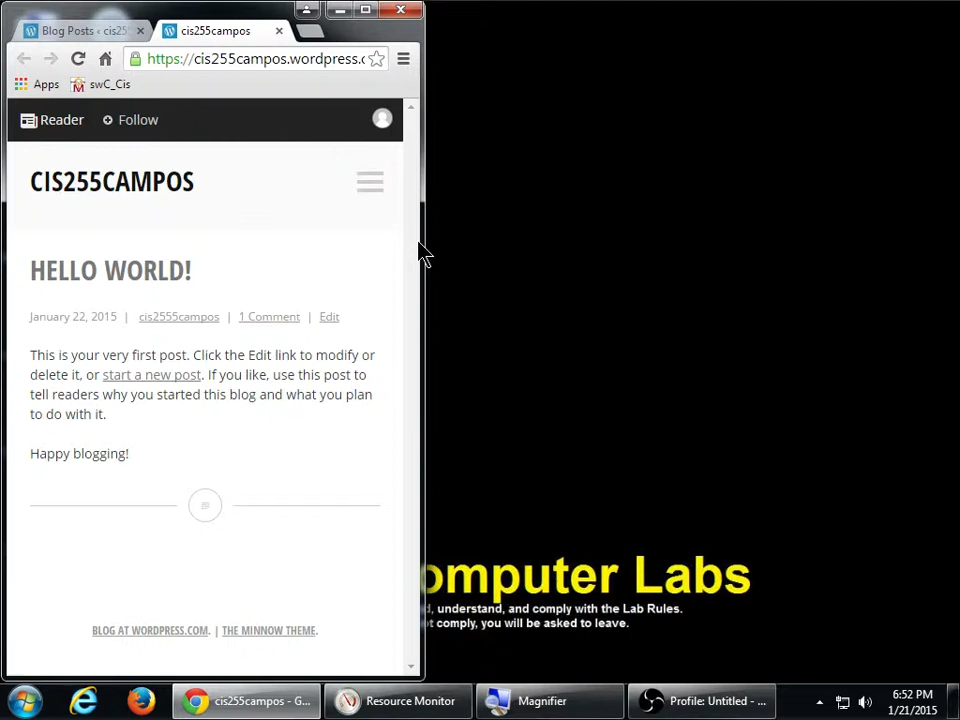 Blog Posts ‹ cis25
cis255campos
https://cis255campos.wordpress.c
Apps
swC_Cis
Reader
Follow
CIS255CAMPOS
HELLO WORLD!
January 22, 2015 | cis2555campos | 1 Comment | Edit
This is your very first post. Click the Edit link to modify or
delete it, or start a new post. If you like, use this post to
tell readers why you started this blog and what you plan
to do with it.
Happy blogging!
omputer Labs
d, understand, and comply with the Lab Rules.
t comply, you will be asked to leave.
BLOG AT WORDPRESS.COM. | THE MINNOW THEME.
cis255campos - G...
Resource Monitor
Magnifier
Profile: Untitled - ...
6:52 PM
1/21/2015